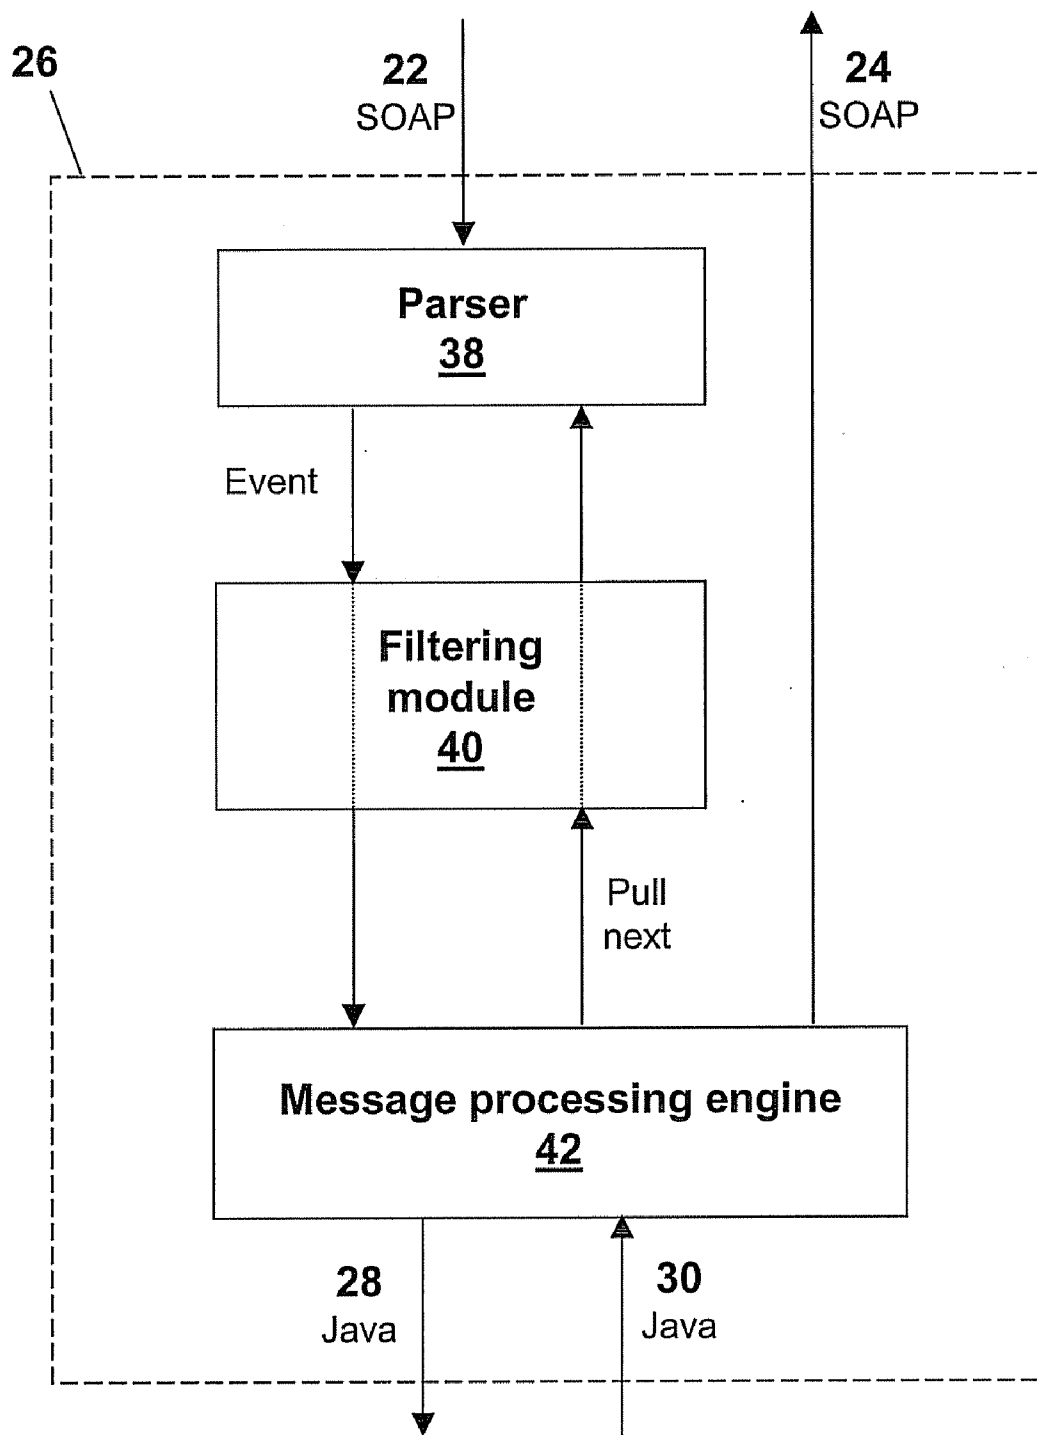 26
22
SOAP
24
SOAP
Parser
38
Event
Filtering
module
40
Pull
next
Message processing engine
42
28
Java
30
Java